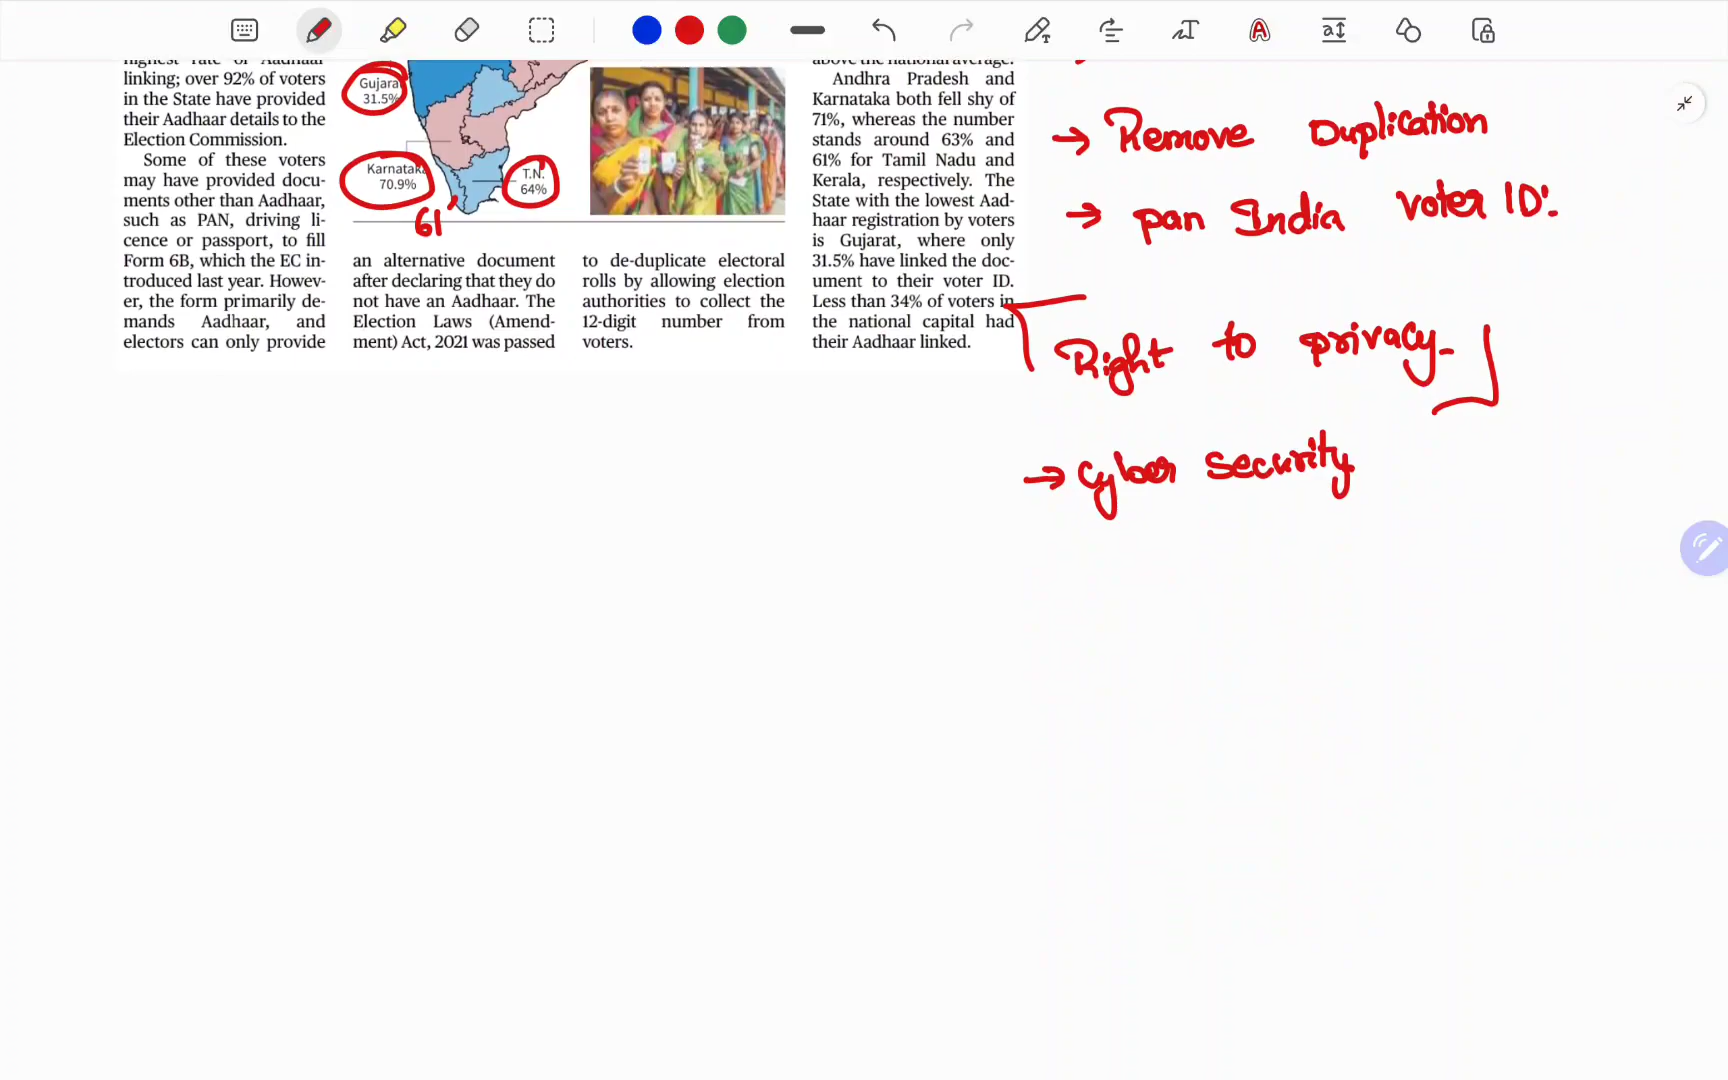 highest rate of Aadhaar
linking; over 92% of voters
in the State have provided
their Aadhaar details to the
Election Commission.
Some of these voters
may have provided docu-
ments other than Aadhaar,
such as PAN, driving li-
cence or passport, to fill
Form 6B, which the EC in-
troduced last year. Howev-
er, the form primarily de-
mands Aadhaar, and
electors can only provide
Gujarat
31.5%
Karnataka
70.9%
T.N.
64%
61
an alternative document
after declaring that they do
not have an Aadhaar. The
Election Laws (Amend-
ment) Act, 2021 was passed
to de-duplicate electoral
rolls by allowing election
authorities to collect the
12-digit number from
voters.
above the national average.
Andhra Pradesh and
Karnataka both fell shy of
71%, whereas the number
stands around 63% and
61% for Tamil Nadu and
Kerala, respectively. The
State with the lowest Aad-
haar registration by voters
is Gujarat, where only
31.5% have linked the doc-
ument to their voter ID.
Less than 34% of voters in
the national capital had
their Aadhaar linked.
→ Remove Duplication
→ pan India Voter ID.
Right to privacy
→ Cyber security